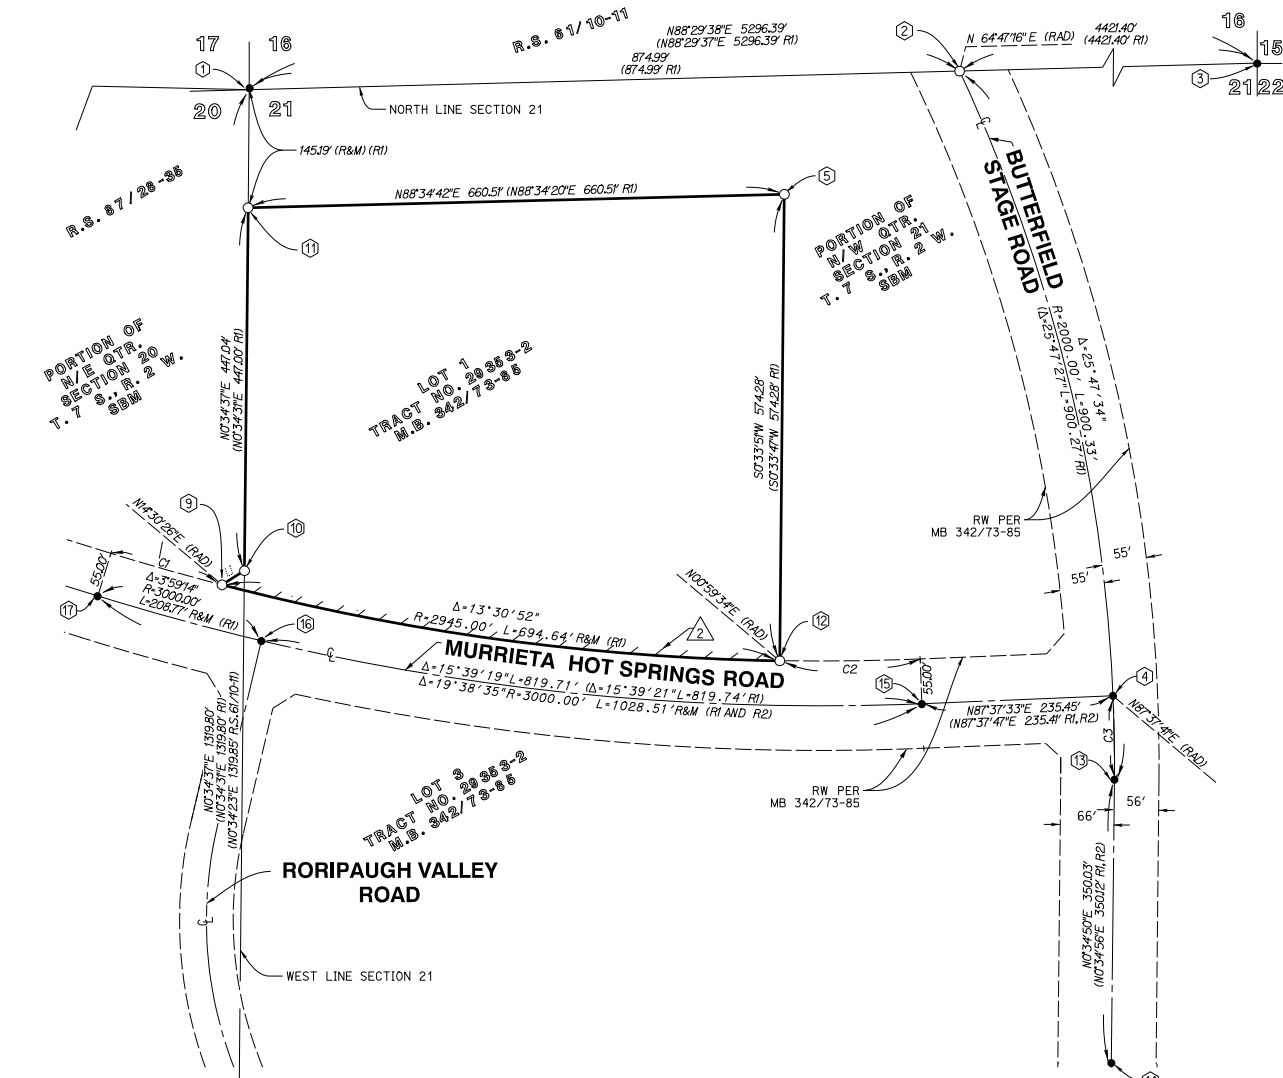 R.S. 61/10-11
N88°29'38"E 5296.39'
(N88°29'37"E 5296.39' R1)
874.99'
(874.99' R1)
2
N 64°47'16" E (RAD)
4421.40'
(4421.40' R1)
16
15
21
22
3
17
16
1
20
21
NORTH LINE SECTION 21
145.19' (R&M) (R1)
R.S. 87/28-35
N88°34'42"E 660.51' (N88°34'20"E 660.51' R1)
5
11
PORTION OF
N/W QTR.
SECTION 21
T. 7 S., R. 2 W.
SBM
℄
BUTTERFIELD
STAGE ROAD
Δ=25°47'34"
R=2000.00' L=900.33'
(Δ=25°47'27" L=900.27' R1)
PORTION OF
N/E QTR.
SECTION 20
T. 7 S., R. 2 W.
SBM
N0°34'37"E 447.04'
(N0°34'31"E 447.00' R1)
LOT 1
TRACT NO. 29353-2
M.B. 342/73-85
S0°33'51"W 574.28'
(S0°33'47"W 574.28' R1)
RW PER
MB 342/73-85
55'
55'
9
10
N14°30'26"E (RAD)
C1
55.00'
Δ=3°59'14"
R=3000.00'
L=208.77' R&M (R1)
17
16
℄
Δ=13°30'52"
R=2945.00' L=694.64' R&M (R1)
2
N00°59'34"E (RAD)
12
C2
MURRIETA HOT SPRINGS ROAD
Δ=15°39'19" L=819.71' (Δ=15°39'21" L=819.74' R1)
Δ=19°38'35" R=3000.00' L=1028.51' R&M (R1 AND R2)
15
55.00'
N87°37'33"E 235.45'
(N87°37'47"E 235.41' R1,R2)
4
N87°37'41"E (RAD)
C3
13
N0°34'37"E 1319.80'
(N0°34'31"E 1319.80' R1)
(N0°34'23"E 1319.85' R.S.61/10-11)
RW PER
MB 342/73-85
56'
66'
LOT 3
TRACT NO. 29353-2
M.B. 342/73-85
RORIPAUGH VALLEY
ROAD
℄
N0°34'50"E 350.03'
(N0°34'56"E 350.12' R1,R2)
WEST LINE SECTION 21